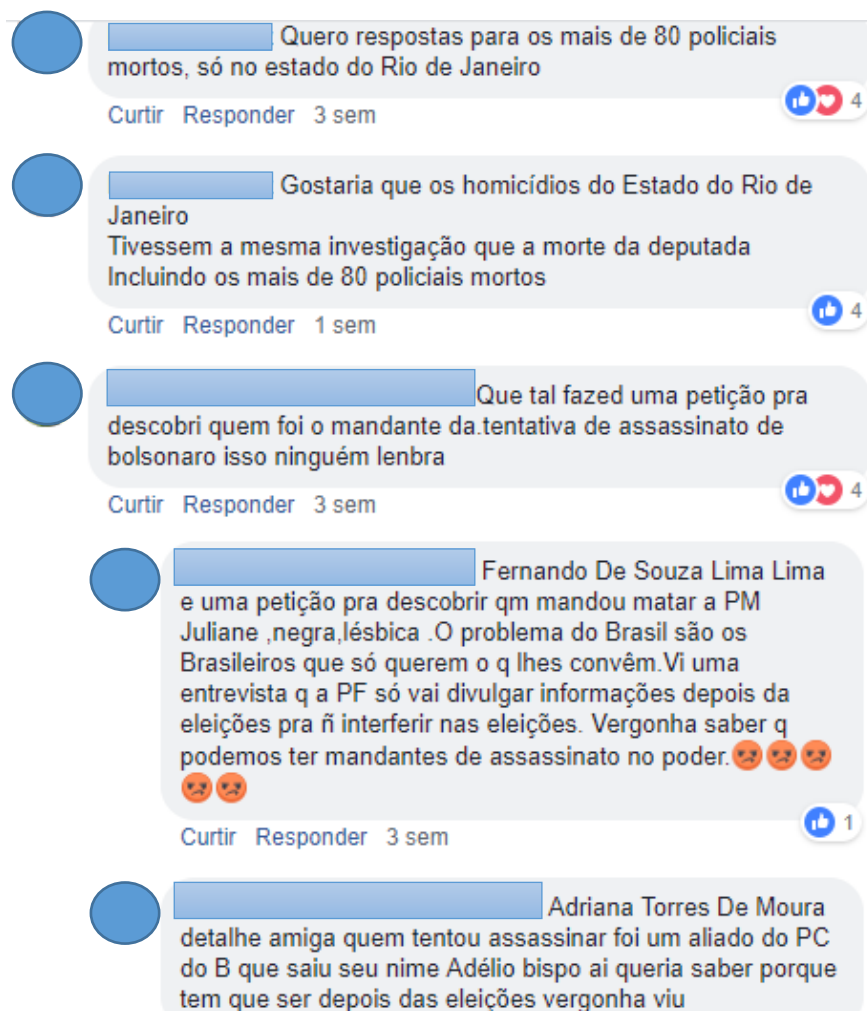 Quero respostas para os mais de 80 policiais
mortos, só no estado do Rio de Janeiro
4
Curtir Responder 3 sem
Gostaria que os homicídios do Estado do Rio de
Janeiro
Tivessem a mesma investigação que a morte da deputada
Incluindo os mais de 80 policiais mortos
4
Curtir Responder 1 sem
Que tal fazed uma petição pra
descobri quem foi o mandante da.tentativa de assassinato de
bolsonaro isso ninguém lenbra
4
Curtir Responder 3 sem
Fernando De Souza Lima Lima
e uma petição pra descobrir qm mandou matar a PM
Juliane ,negra,lésbica .O problema do Brasil são os
Brasileiros que só querem o q lhes convêm.Vi uma
entrevista q a PF só vai divulgar informações depois da
eleições pra ñ interferir nas eleições. Vergonha saber q
podemos ter mandantes de assassinato no poder.😡😡😡
😡😡
1
Curtir Responder 3 sem
Adriana Torres De Moura
detalhe amiga quem tentou assassinar foi um aliado do PC
do B que saiu seu nime Adélio bispo ai queria saber porque
tem que ser depois das eleições vergonha viu